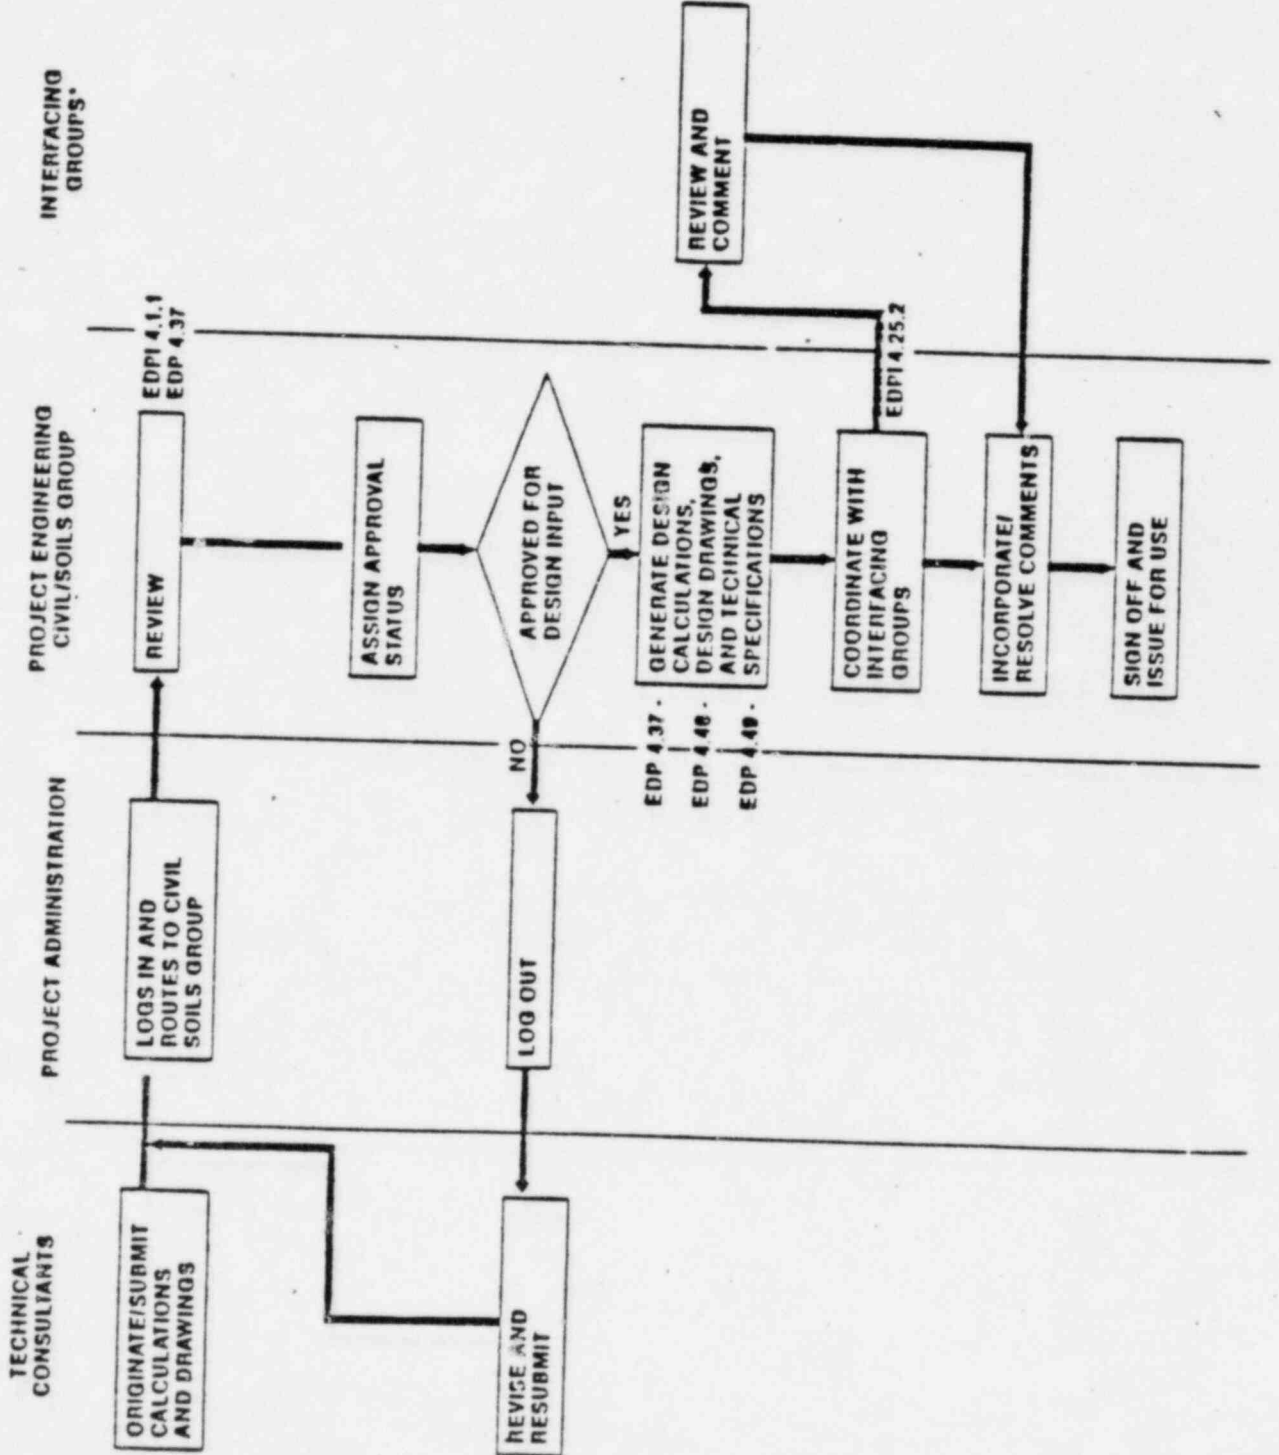 TECHNICAL
CONSULTANTS
PROJECT ADMINISTRATION
PROJECT ENGINEERING
CIVIL/SOILS GROUP
INTERFACING
GROUPS*
ORIGINATE/SUBMIT
CALCULATIONS
AND DRAWINGS
LOGS IN AND
ROUTES TO CIVIL
SOILS GROUP
REVIEW
EDPI 4.1.1
EDP 4.37
ASSIGN APPROVAL
STATUS
APPROVED FOR
DESIGN INPUT
NO
YES
LOG OUT
REVISE AND
RESUBMIT
EDP 4.37 -
EDP 4.46 -
EDP 4.49 -
GENERATE DESIGN
CALCULATIONS,
DESIGN DRAWINGS,
AND TECHNICAL
SPECIFICATIONS
REVIEW AND
COMMENT
COORDINATE WITH
INTERFACING
GROUPS
EDPI 4.25.2
INCORPORATE/
RESOLVE COMMENTS
SIGN OFF AND
ISSUE FOR USE